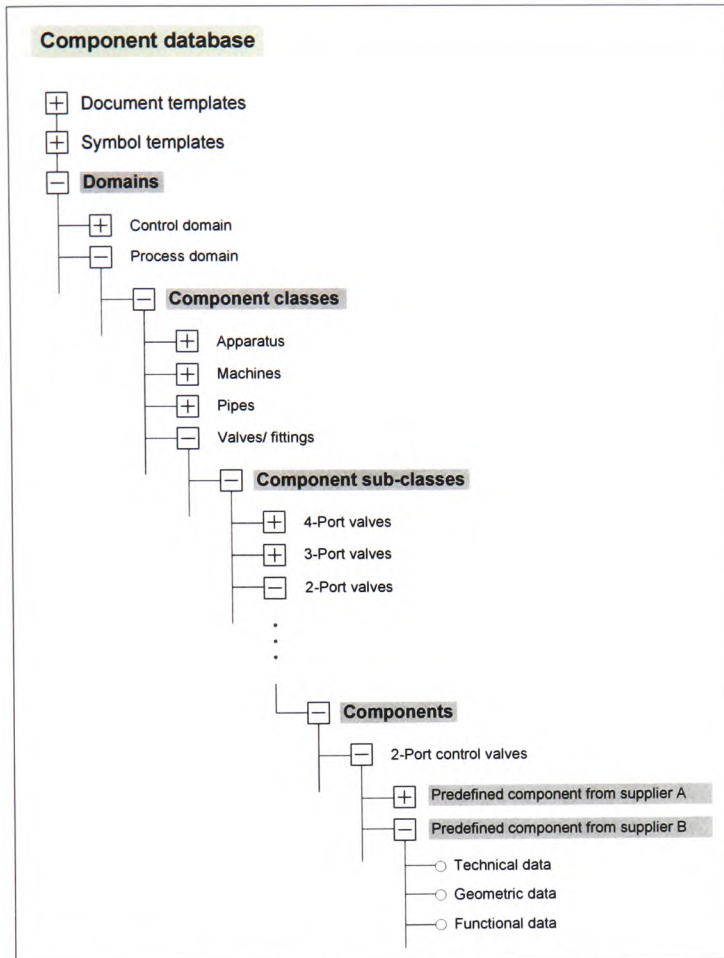 Component database
Document templates
Symbol templates
Domains
Control domain
Process domain
Component classes
Apparatus
Machines
Pipes
Valves/ fittings
Component sub-classes
4-Port valves
3-Port valves
2-Port valves
Components
2-Port control valves
Predefined component from supplier A
Predefined component from supplier B
Technical data
Geometric data
Functional data